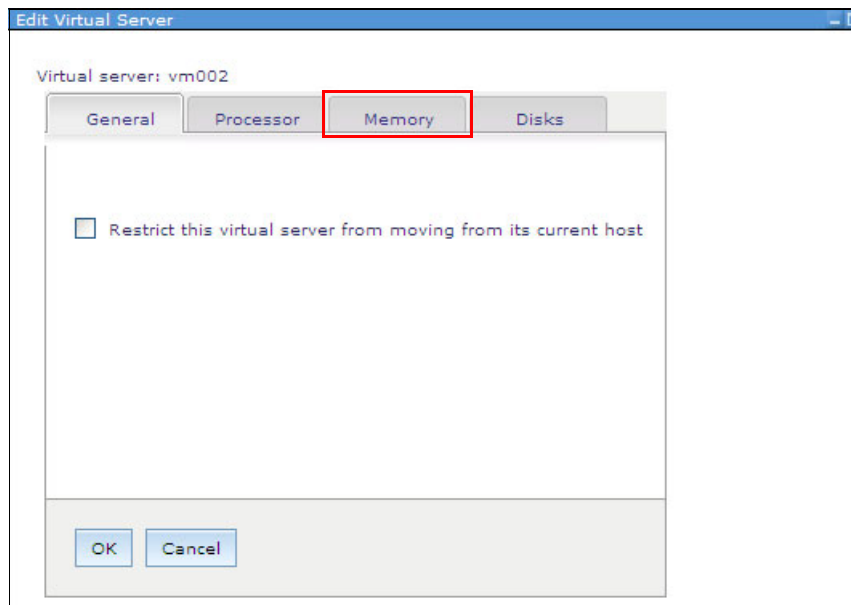 Edit Virtual Server
Virtual server: vm002
General Processor Memory Disks
Restrict this virtual server from moving from its current host
OK Cancel